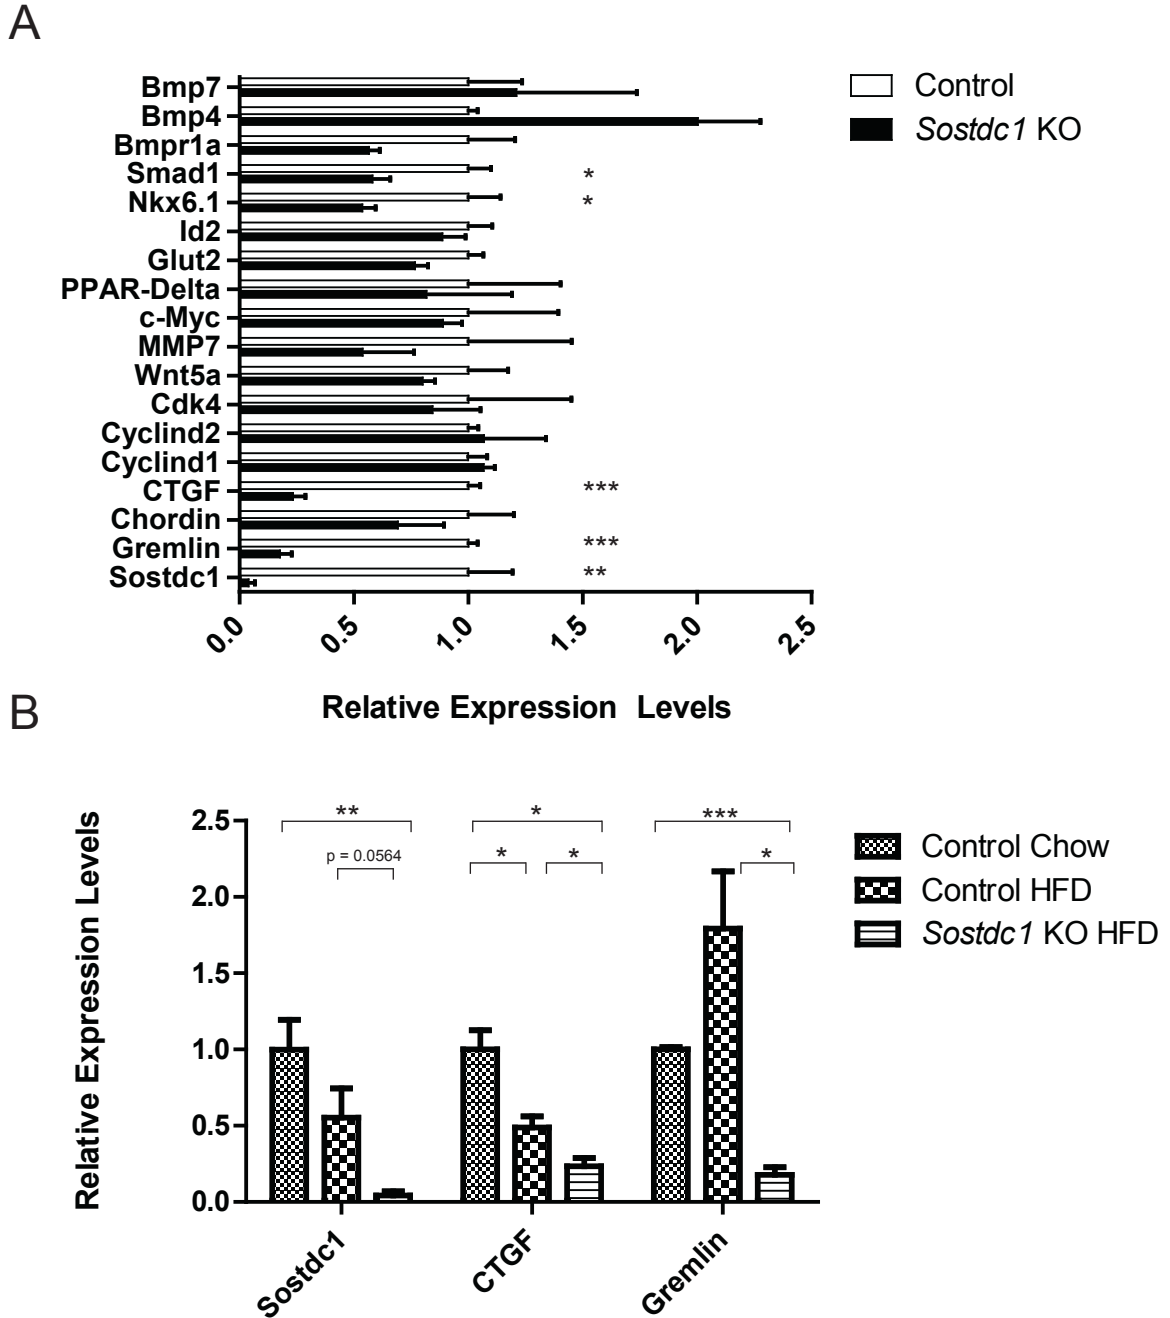 A
Bmp7
Bmp4
Bmpr1a
Smad1
Nkx6.1
Id2
Glut2
PPAR-Delta
c-Myc
MMP7
Wnt5a
Cdk4
Cyclind2
Cyclind1
CTGF
Chordin
Gremlin
Sostdc1
*
*
***
***
**
0.0 0.5 1.0 1.5 2.0 2.5
Relative Expression Levels
Control
Sostdc1 KO
B
Relative Expression Levels
2.5
2.0
1.5
1.0
0.5
0.0
** * ***
p = 0.0564 * * *
Sostdc1 CTGF Gremlin
Control Chow
Control HFD
Sostdc1 KO HFD